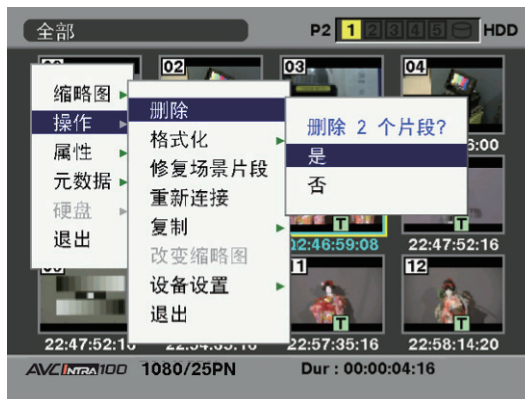 全部
P2 1 2 3 4 5 HDD
02
03
04
缩略图
操作
属性
元数据
硬盘
退出
删除
格式化
修复场景片段
重新连接
复制
改变缩略图
设备设置
退出
删除 2 个片段?
是
否
5:00
T
T
22:46:59:08
22:47:52:16
11
12
T
T
22:47:52:16
22:57:35:16
22:58:14:20
AVC INTRA 100 1080/25PN Dur : 00:00:04:16